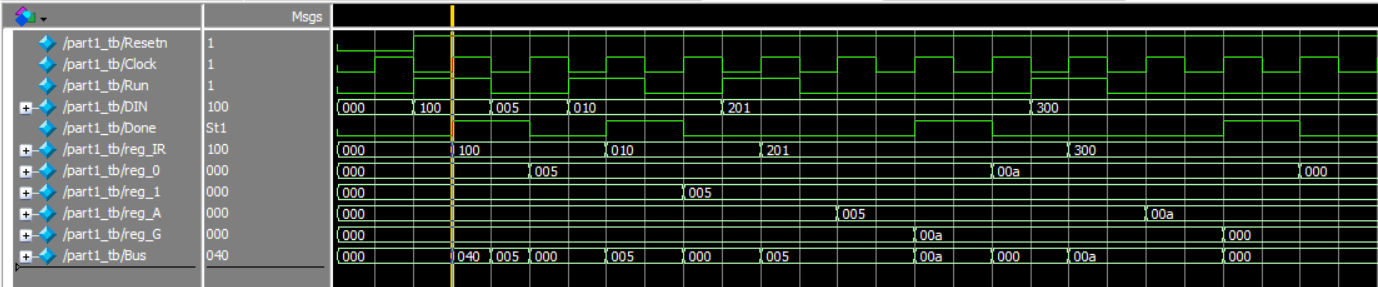 Msgs
/part1_tb/Resetn 1
/part1_tb/Clock 1
/part1_tb/Run 1
/part1_tb/DIN 100 000 100 005 010 201 300
/part1_tb/Done St1
/part1_tb/reg_IR 100 000 100 010 201 300
/part1_tb/reg_0 000 000 005 00a 000
/part1_tb/reg_1 000 000 005
/part1_tb/reg_A 000 000 005 00a
/part1_tb/reg_G 000 000 00a 000
/part1_tb/Bus 040 000 040 005 000 005 000 005 00a 000 00a 000